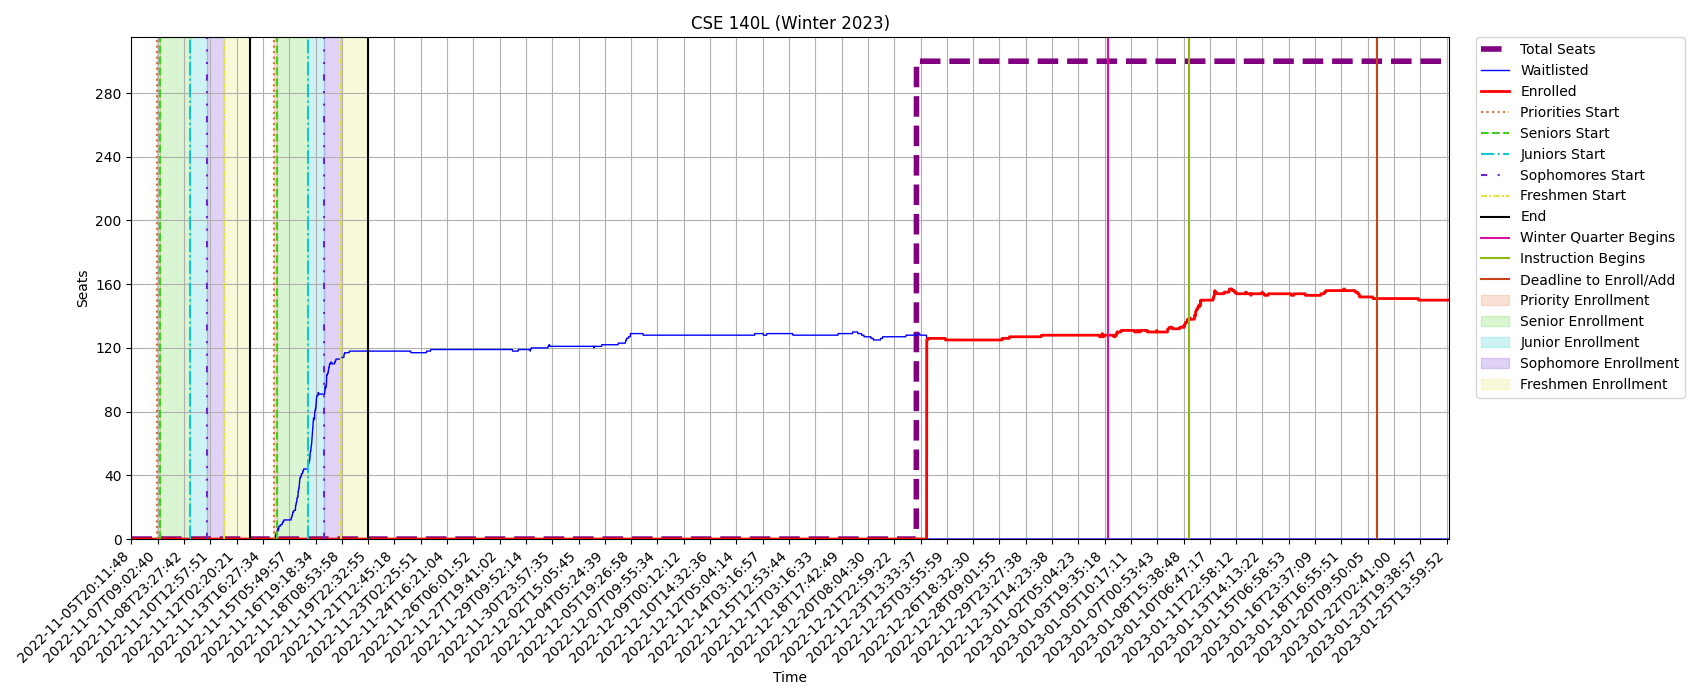 CSE 140L (Winter 2023)
Seats
280
240
200
160
120
80
40
0
2022-11-05T20:11:48
2022-11-07T09:02:40
2022-11-08T23:27:42
2022-11-10T12:57:51
2022-11-12T02:20:21
2022-11-13T16:27:34
2022-11-15T05:49:57
2022-11-16T19:18:34
2022-11-18T08:53:58
2022-11-19T22:32:55
2022-11-21T12:45:18
2022-11-23T02:25:51
2022-11-24T16:21:04
2022-11-26T06:01:52
2022-11-27T19:41:02
2022-11-29T09:52:14
2022-11-30T23:57:35
2022-12-02T15:05:45
2022-12-04T05:24:39
2022-12-05T19:26:58
2022-12-07T09:55:34
2022-12-09T00:12:12
2022-12-10T14:32:36
2022-12-12T05:04:14
2022-12-14T03:16:57
2022-12-15T12:53:44
2022-12-17T03:16:33
2022-12-18T17:42:49
2022-12-20T08:04:30
2022-12-21T22:59:22
2022-12-23T13:33:37
2022-12-25T03:55:59
2022-12-26T18:32:30
2022-12-28T09:01:55
2022-12-29T23:27:38
2022-12-31T14:23:38
2023-01-02T05:04:23
2023-01-03T19:35:18
2023-01-05T10:17:11
2023-01-07T00:53:43
2023-01-08T15:38:48
2023-01-10T06:47:17
2023-01-11T22:58:12
2023-01-13T14:13:22
2023-01-15T06:58:53
2023-01-16T23:37:09
2023-01-18T16:55:51
2023-01-20T09:50:05
2023-01-22T02:41:00
2023-01-23T19:38:57
2023-01-25T13:59:52
Time
Total Seats
Waitlisted
Enrolled
Priorities Start
Seniors Start
Juniors Start
Sophomores Start
Freshmen Start
End
Winter Quarter Begins
Instruction Begins
Deadline to Enroll/Add
Priority Enrollment
Senior Enrollment
Junior Enrollment
Sophomore Enrollment
Freshmen Enrollment